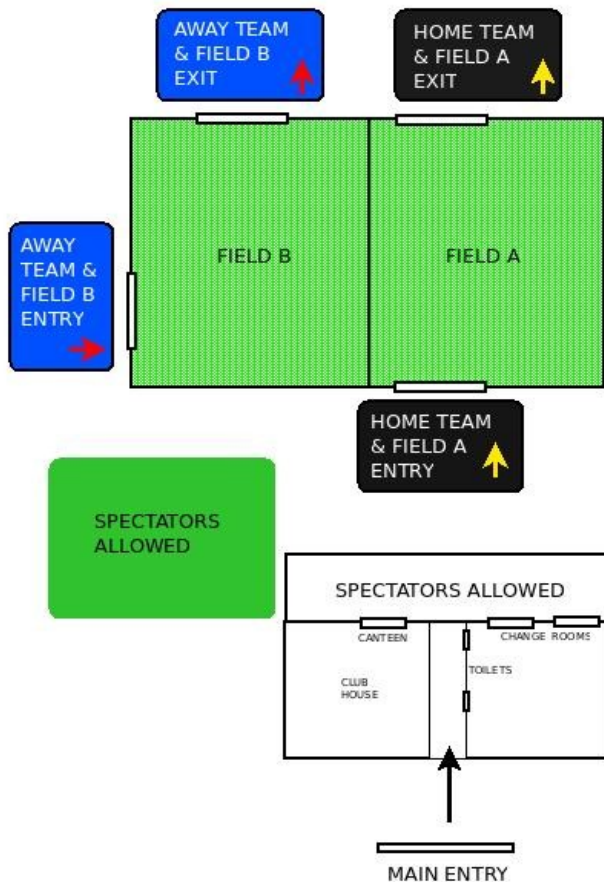 AWAY TEAM
& FIELD B
EXIT
HOME TEAM
& FIELD A
EXIT
FIELD B
FIELD A
AWAY
TEAM &
FIELD B
ENTRY
HOME TEAM
& FIELD A
ENTRY
SPECTATORS
ALLOWED
SPECTATORS ALLOWED
CANTEEN
CHANGE ROOMS
TOILETS
CLUB
HOUSE
MAIN ENTRY